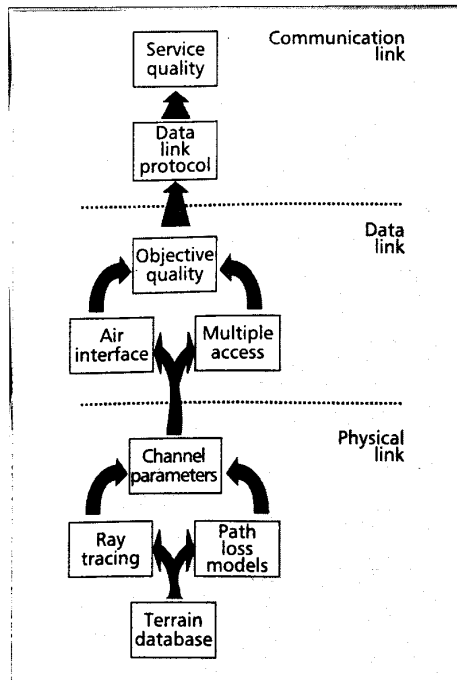 Service
quality
Communication
link
Data
link
protocol
Data
link
Objective
quality
Air
interface
Multiple
access
Physical
link
Channel
parameters
Ray
tracing
Path
loss
models
Terrain
database